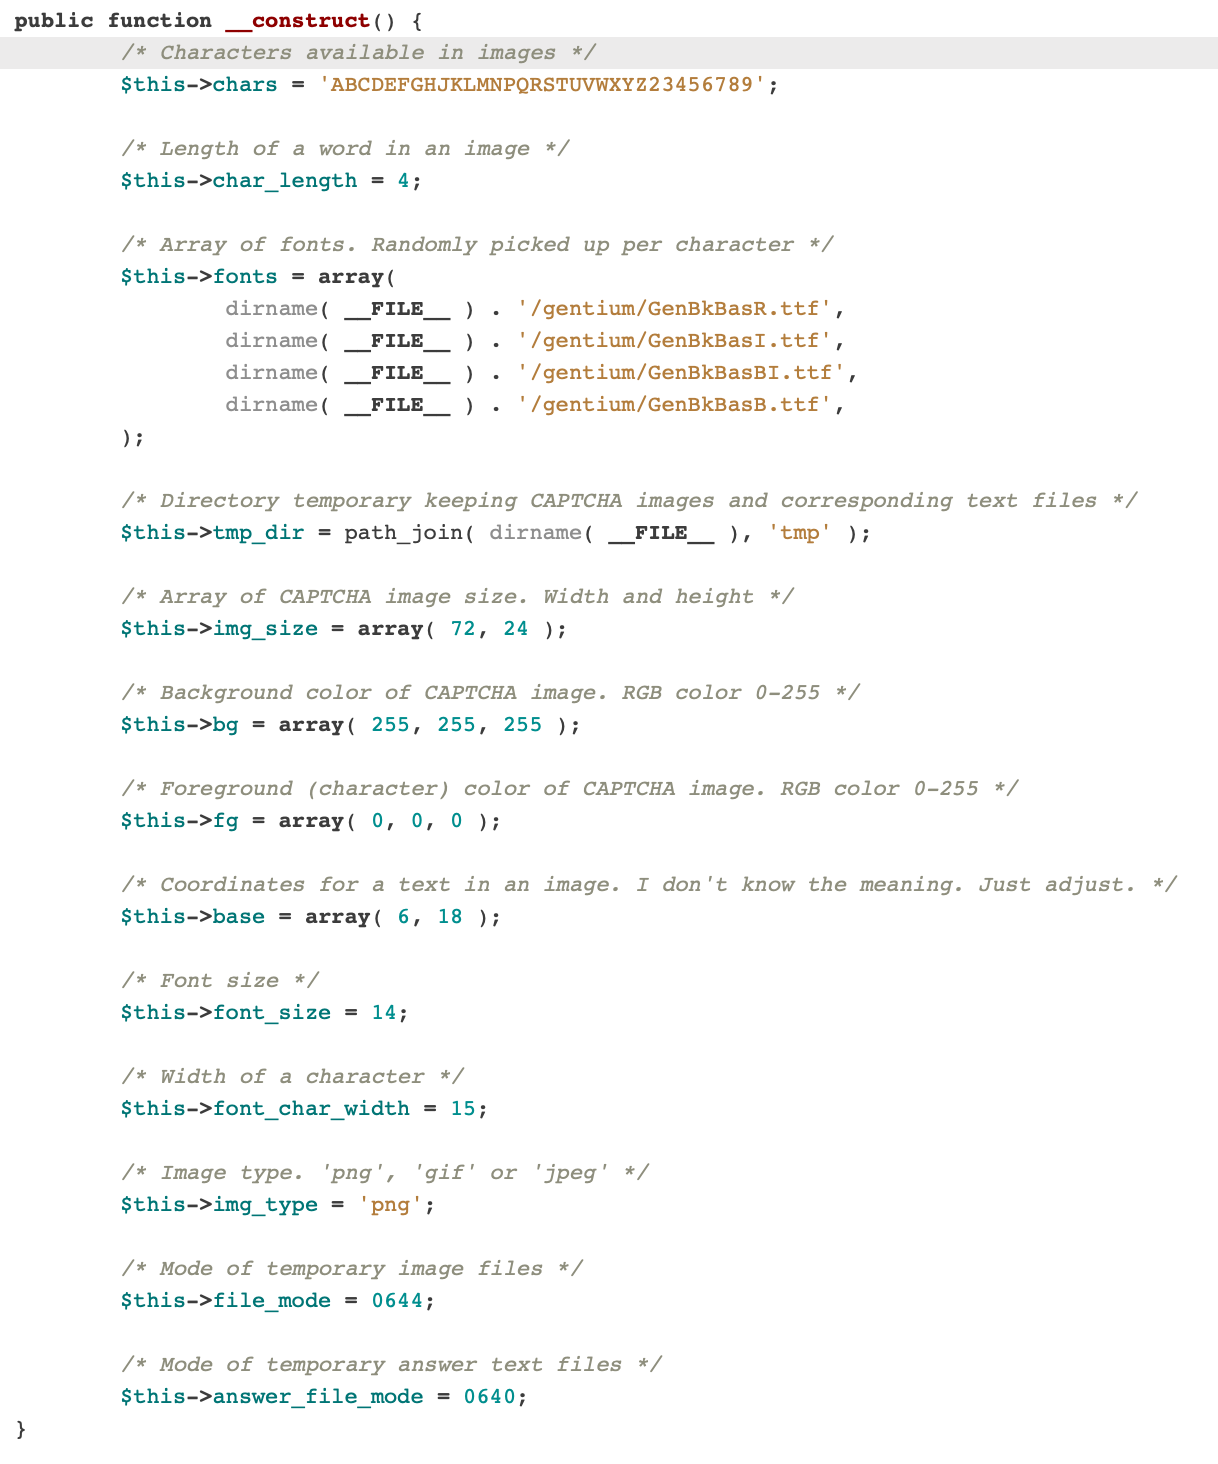 public function __construct() {
/* Characters available in images */
$this->chars = 'ABCDEFGHJKLMNPQRSTUVWXYZ23456789';
/* Length of a word in an image */
$this->char_length = 4;
/* Array of fonts. Randomly picked up per character */
$this->fonts = array(
dirname( __FILE__ ) . '/gentium/GenBkBasR.ttf',
dirname( __FILE__ ) . '/gentium/GenBkBasI.ttf',
dirname( __FILE__ ) . '/gentium/GenBkBasBI.ttf',
dirname( __FILE__ ) . '/gentium/GenBkBasB.ttf',
);
/* Directory temporary keeping CAPTCHA images and corresponding text files */
$this->tmp_dir = path_join( dirname( __FILE__ ), 'tmp' );
/* Array of CAPTCHA image size. Width and height */
$this->img_size = array( 72, 24 );
/* Background color of CAPTCHA image. RGB color 0-255 */
$this->bg = array( 255, 255, 255 );
/* Foreground (character) color of CAPTCHA image. RGB color 0-255 */
$this->fg = array( 0, 0, 0 );
/* Coordinates for a text in an image. I don't know the meaning. Just adjust. */
$this->base = array( 6, 18 );
/* Font size */
$this->font_size = 14;
/* Width of a character */
$this->font_char_width = 15;
/* Image type. 'png', 'gif' or 'jpeg' */
$this->img_type = 'png';
/* Mode of temporary image files */
$this->file_mode = 0644;
/* Mode of temporary answer text files */
$this->answer_file_mode = 0640;
}